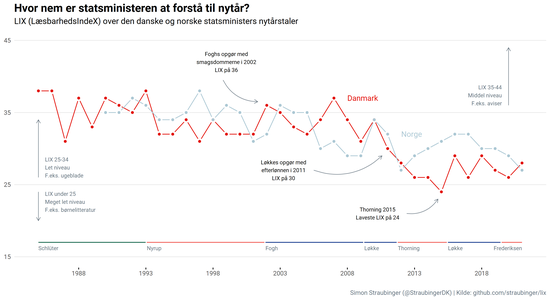 Hvor nem er statsministeren at forstå til nytår?
LIX (LæsbarhedsIndeX) over den danske og norske statsministers nytårstaler
45
Foghs opgør med
smagsdommerne i 2002
LIX på 36
Danmark
LIX 35-44
Middel niveau
F.eks. aviser
35
Norge
LIX 25-34
Let niveau
F.eks. ugeblade
Løkkes opgør med
efterlønnen i 2011
LIX på 30
25
LIX under 25
Meget let niveau
F.eks. børnelitteratur
Thorning 2015
Laveste LIX på 24
Schlüter
Nyrup
Fogh
Løkke
Thorning
Løkke
Frederiksen
15
1988
1993
1998
2003
2008
2013
2018
Simon Straubinger (@StraubingerDK) | Kilde: github.com/straubinger/lix